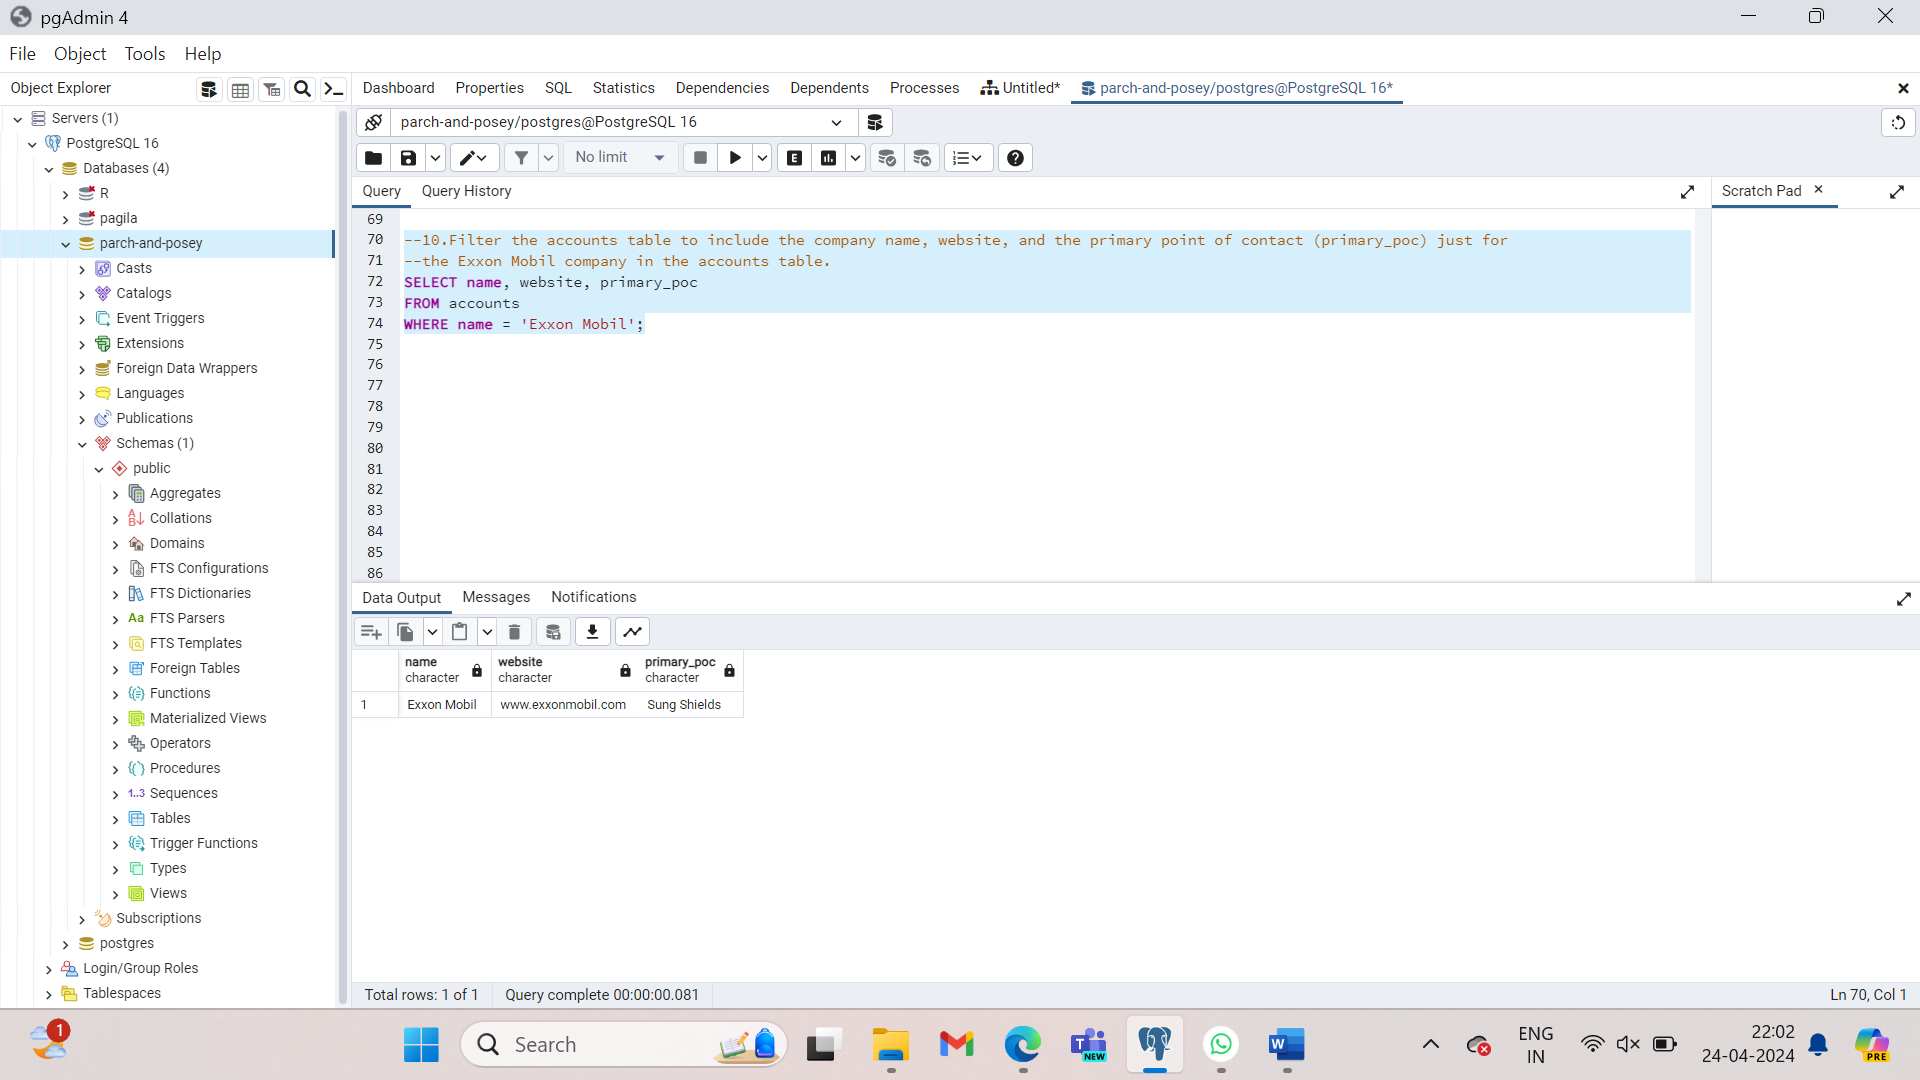 pgAdmin 4
File Object Tools Help
Object Explorer
Dashboard Properties SQL Statistics Dependencies Dependents Processes Untitled* parch-and-posey/postgres@PostgreSQL 16*
Servers (1)
PostgreSQL 16
Databases (4)
R
pagila
parch-and-posey
Casts
Catalogs
Event Triggers
Extensions
Foreign Data Wrappers
Languages
Publications
Schemas (1)
public
Aggregates
Collations
Domains
FTS Configurations
FTS Dictionaries
Aa FTS Parsers
FTS Templates
Foreign Tables
Functions
Materialized Views
Operators
Procedures
1..3 Sequences
Tables
Trigger Functions
Types
Views
Subscriptions
postgres
Login/Group Roles
Tablespaces
parch-and-posey/postgres@PostgreSQL 16
No limit
E
Query Query History
Scratch Pad
69
70 --10.Filter the accounts table to include the company name, website, and the primary point of contact (primary_poc) just for
71 --the Exxon Mobil company in the accounts table.
72 SELECT name, website, primary_poc
73 FROM accounts
74 WHERE name = 'Exxon Mobil';
75
76
77
78
79
80
81
82
83
84
85
86
Data Output Messages Notifications
name website primary_poc
character character character
1 Exxon Mobil www.exxonmobil.com Sung Shields
Total rows: 1 of 1 Query complete 00:00:00.081
Ln 70, Col 1
1
Search
T
NEW
W
ENG
IN
22:02
24-04-2024
PRE